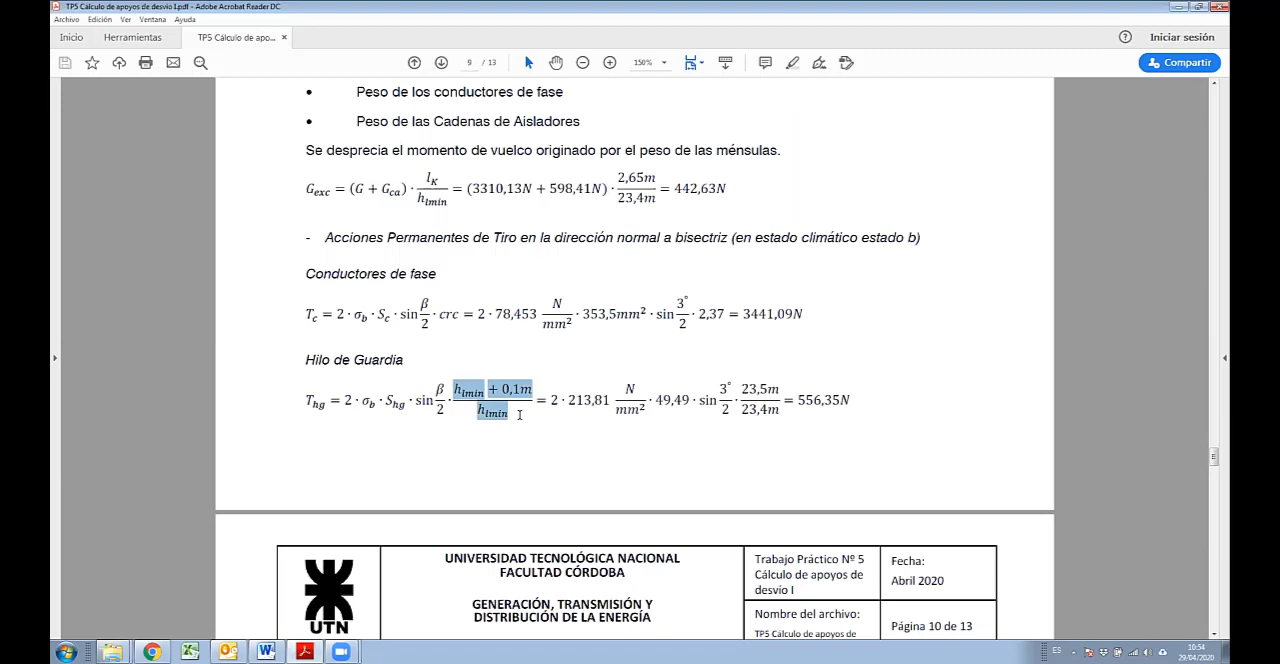 TP5 Cálculo de apoyos de desvío I.pdf - Adobe Acrobat Reader DC
Archivo Edición Ver Ventana Ayuda
Inicio Herramientas TP5 Cálculo de apo... × Iniciar sesión
9 / 13 150% Compartir
• Peso de los conductores de fase
• Peso de las Cadenas de Aisladores
Se desprecia el momento de vuelco originado por el peso de las ménsulas.
G_exc = (G + G_ca) · l_K / h_lmin = (3310,13N + 598,41N) · 2,65m / 23,4m = 442,63N
- Acciones Permanentes de Tiro en la dirección normal a bisectriz (en estado climático estado b)
Conductores de fase
T_c = 2 · σ_b · S_c · sin β/2 · crc = 2 · 78,453 N/mm² · 353,5mm² · sin 3°/2 · 2,37 = 3441,09N
Hilo de Guardia
T_hg = 2 · σ_b · S_hg · sin β/2 · (h_lmin + 0,1m) / h_lmin = 2 · 213,81 N/mm² · 49,49 · sin 3°/2 · 23,5m / 23,4m = 556,35N
UTN
UNIVERSIDAD TECNOLÓGICA NACIONAL
FACULTAD CÓRDOBA
GENERACIÓN, TRANSMISIÓN Y
DISTRIBUCIÓN DE LA ENERGÍA
Trabajo Práctico Nº 5
Cálculo de apoyos de
desvío I
Fecha:
Abril 2020
Nombre del archivo:
TP5 Cálculo de apoyos de
Página 10 de 13
ES 10:54
29/04/2020